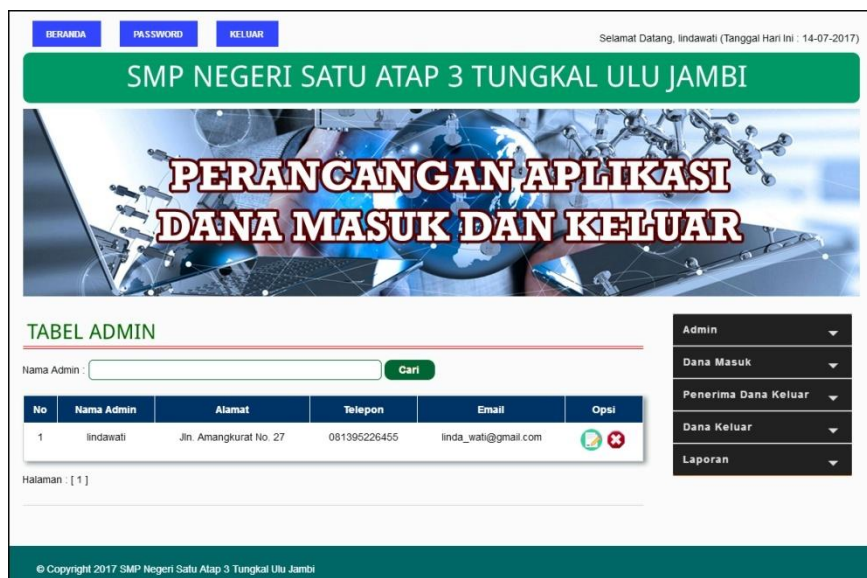 BERANDA PASSWORD KELUAR
Selamat Datang, lindawati (Tanggal Hari Ini : 14-07-2017)
SMP NEGERI SATU ATAP 3 TUNGKAL ULU JAMBI
PERANCANGAN APLIKASI
DANA MASUK DAN KELUAR
TABEL ADMIN
Nama Admin : Cari
No Nama Admin Alamat Telepon Email Opsi
1 lindawati Jln. Amangkurat No. 27 081395226455 linda_wati@gmail.com
Halaman : [ 1 ]
Admin
Dana Masuk
Penerima Dana Keluar
Dana Keluar
Laporan
© Copyright 2017 SMP Negeri Satu Atap 3 Tungkal Ulu Jambi